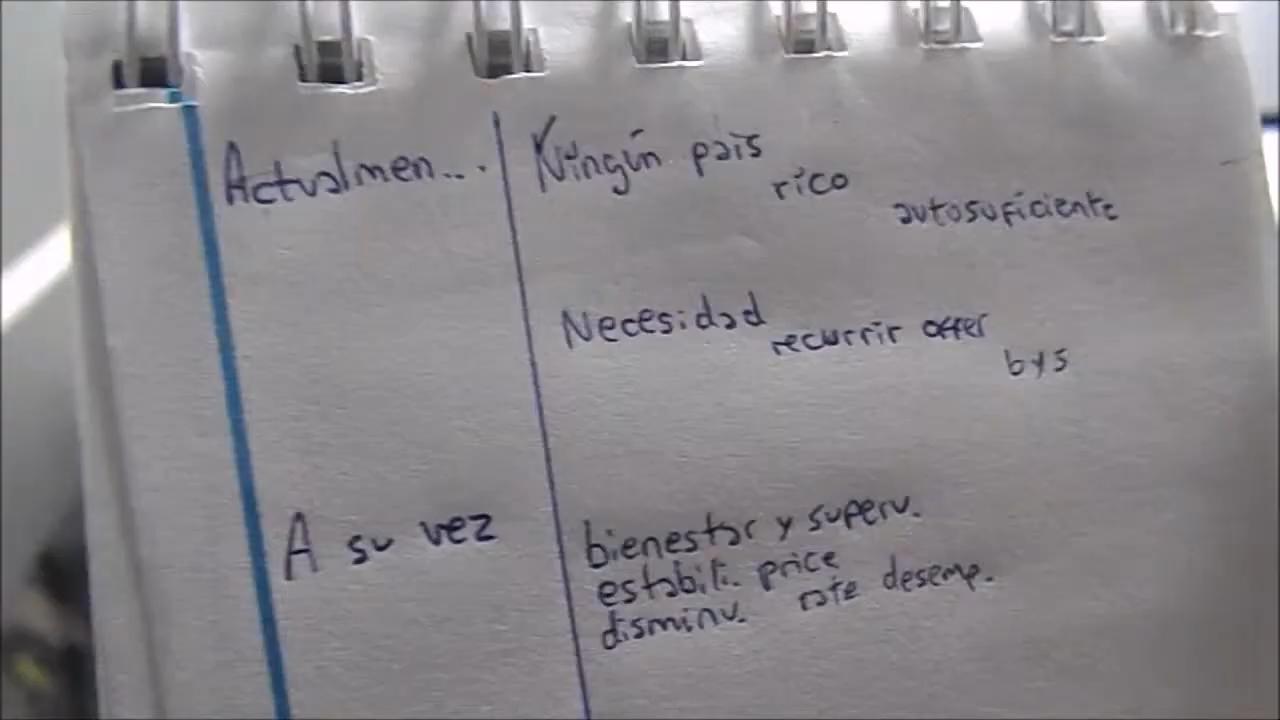 Actualmen... Ningún país
rico
autosuficiente
Necesidad
recurrir offer
bys
A su vez bienestar y superv.
estabili. price
disminu. rate desemp.